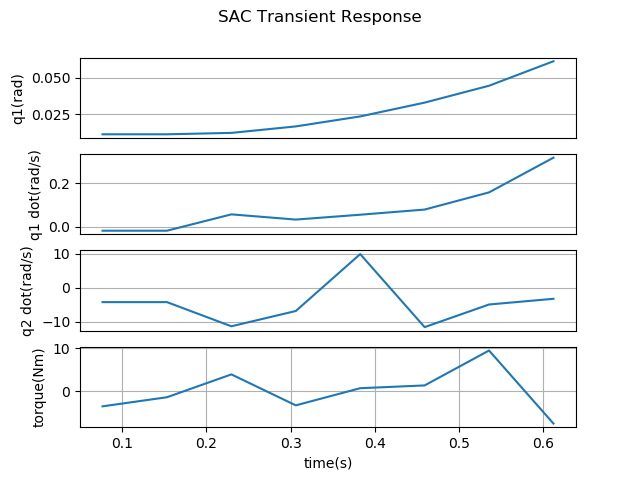 SAC Transient Response
q1(rad)
0.050
0.025
q1 dot(rad/s)
0.2
0.0
q2 dot(rad/s)
10
0
−10
torque(Nm)
10
0
0.1 0.2 0.3 0.4 0.5 0.6
time(s)